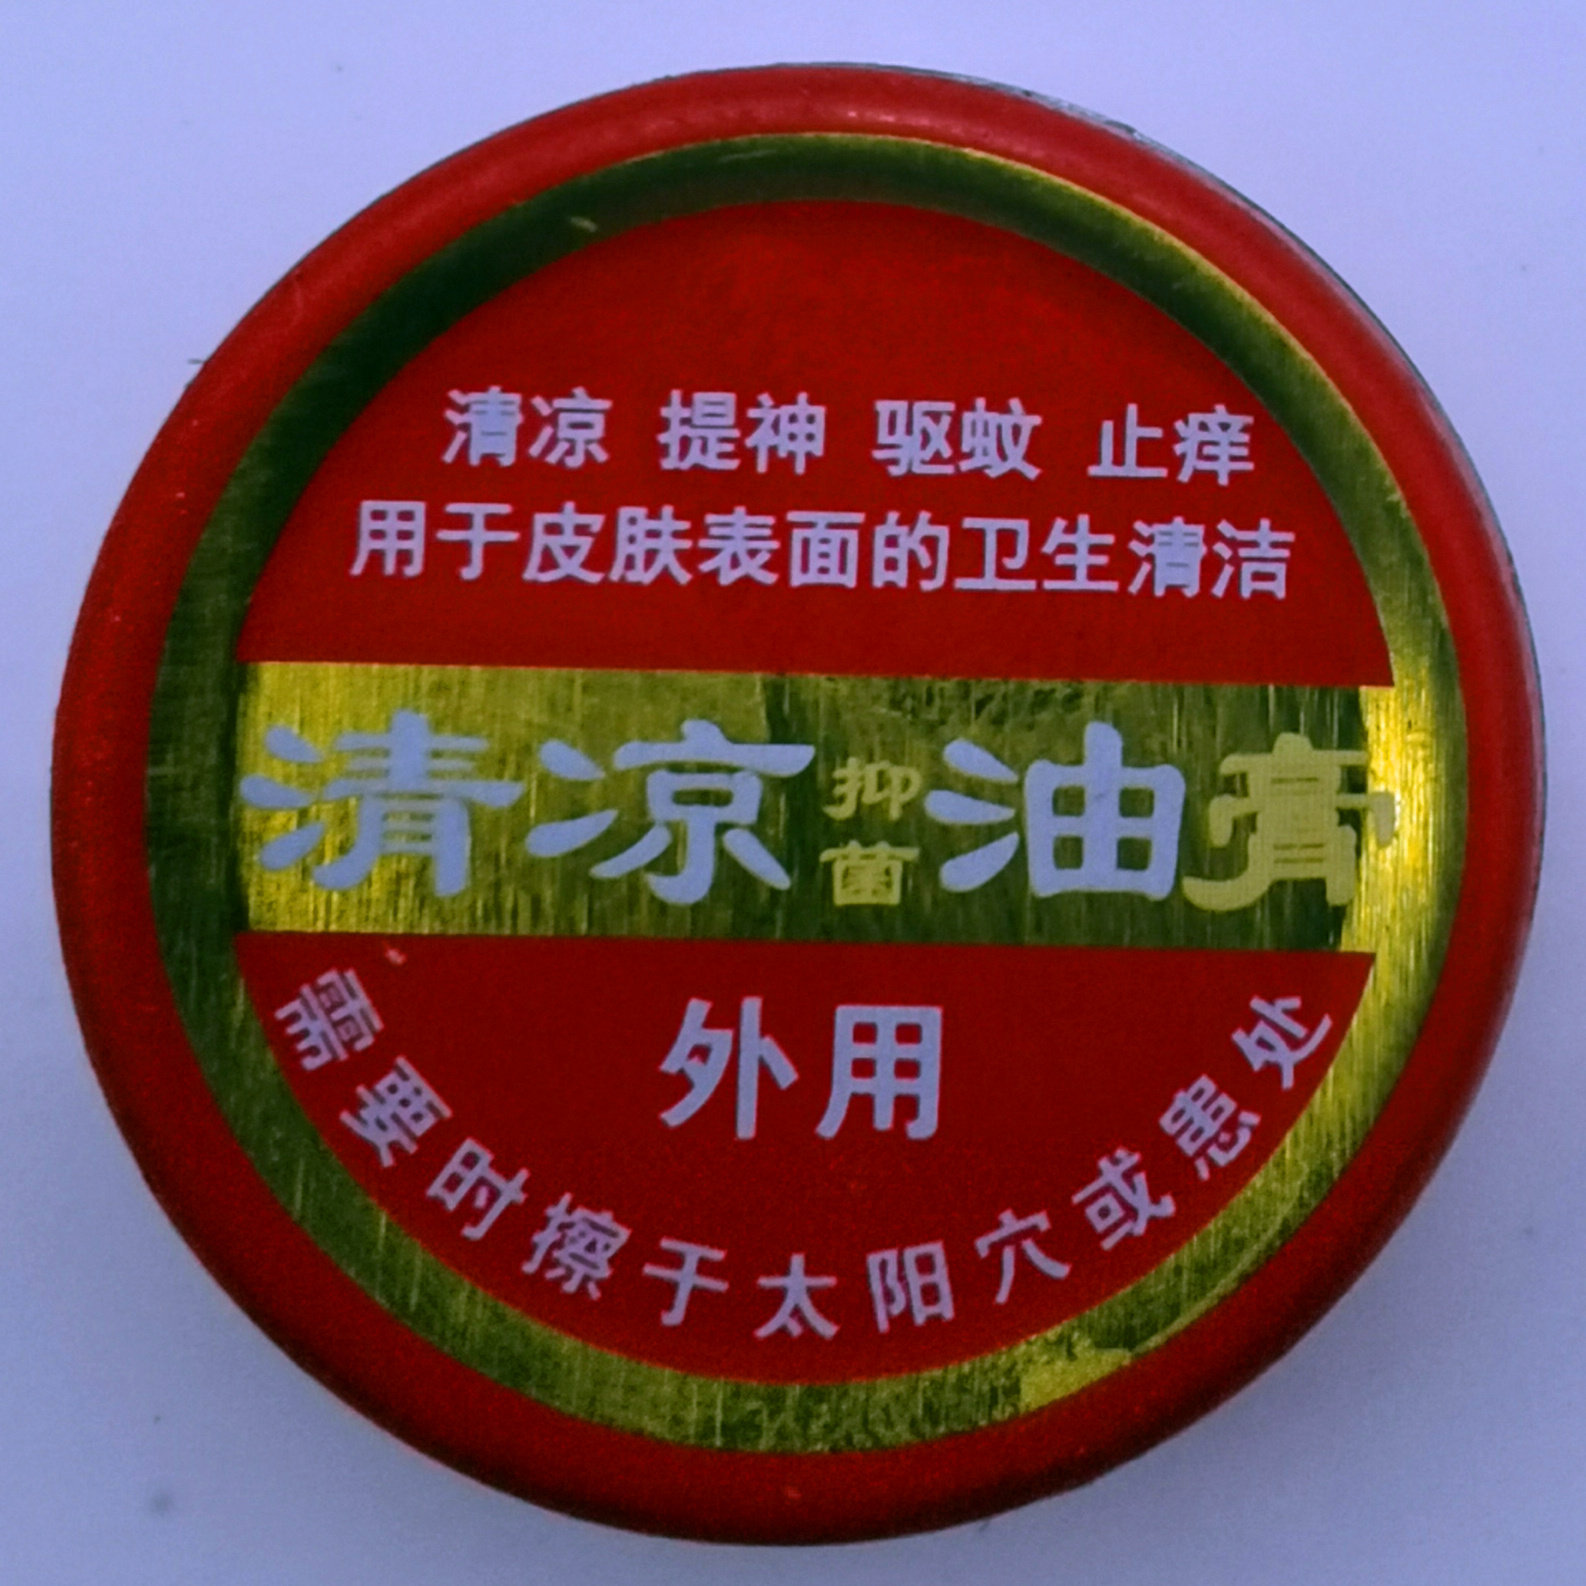 清凉 提神 驱蚊 止痒
用于皮肤表面的卫生清洁
清凉抑菌油膏
外用
需要时擦于太阳穴或患处